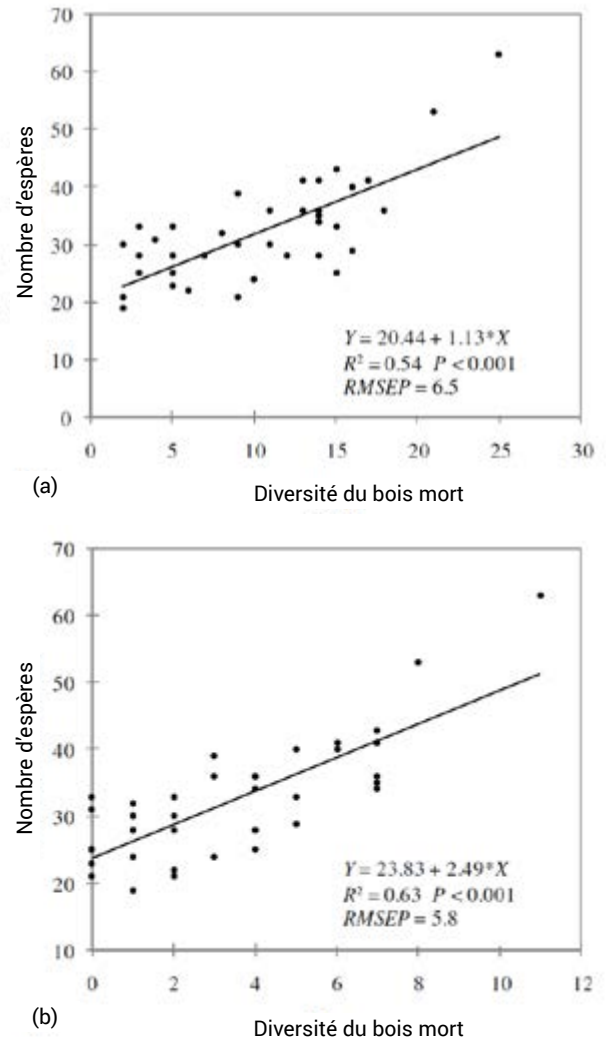 70
60
50
40
30
20
10
0
Nombre d'espères
Y = 20.44 + 1.13*X
R² = 0.54 P < 0.001
RMSEP = 6.5
0 5 10 15 20 25 30
(a)
Diversité du bois mort
70
60
50
40
30
20
10
Nombre d'espères
Y = 23.83 + 2.49*X
R² = 0.63 P < 0.001
RMSEP = 5.8
0 2 4 6 8 10 12
(b)
Diversité du bois mort